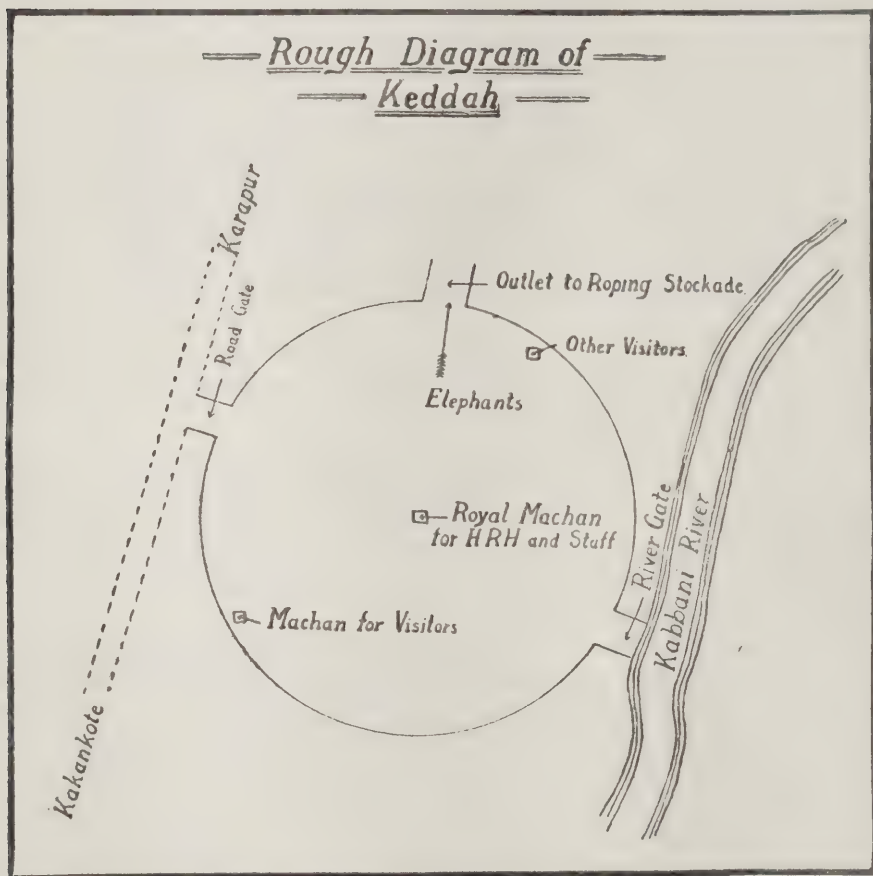 Rough Diagram of
Keddah
Karapur
Road Gate
Outlet to Roping Stockade.
Other Visitors.
Elephants
Royal Machan
for HRH and Staff
River Gate
Kabbani River
Machan for Visitors
Kakankote